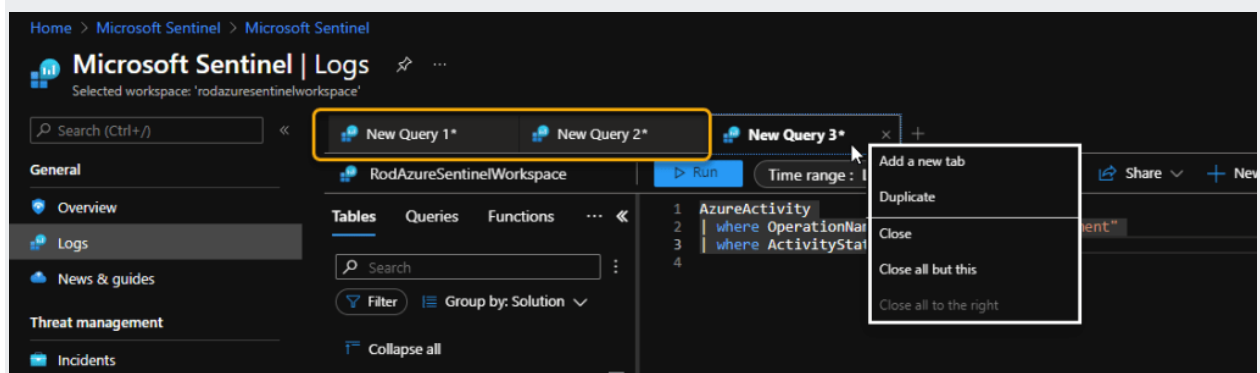 Home > Microsoft Sentinel > Microsoft Sentinel
Microsoft Sentinel | Logs
Selected workspace: 'rodazuresentinelworkspace'
Search (Ctrl+/)
General
Overview
Logs
News & guides
Threat management
Incidents
New Query 1*
New Query 2*
New Query 3*
RodAzureSentinelWorkspace
Run
Time range :
Share
New
Tables
Queries
Functions
Search
Filter
Group by: Solution
Collapse all
1 AzureActivity
2 | where OperationNa ment"
3 | where ActivityStat
4
Add a new tab
Duplicate
Close
Close all but this
Close all to the right